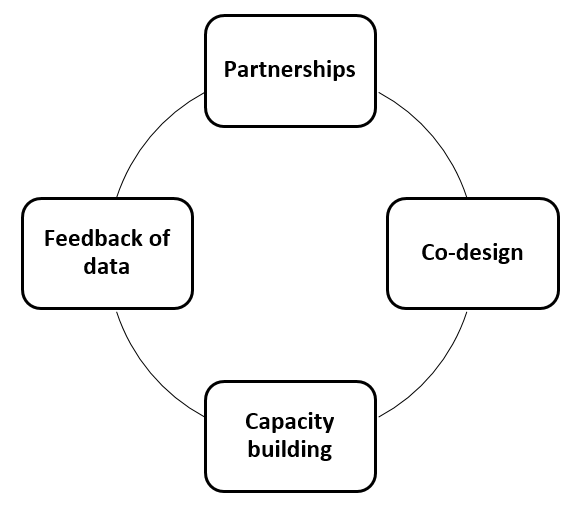 Partnerships
Co-design
Capacity
building
Feedback of
data